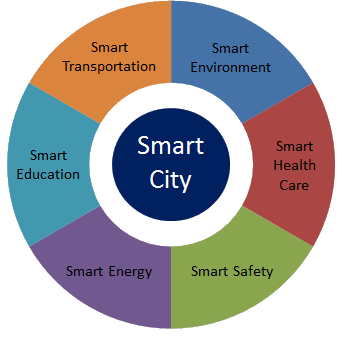 Smart
Transportation
Smart
Environment
Smart
Education
Smart
City
Smart
Health
Care
Smart Energy
Smart Safety